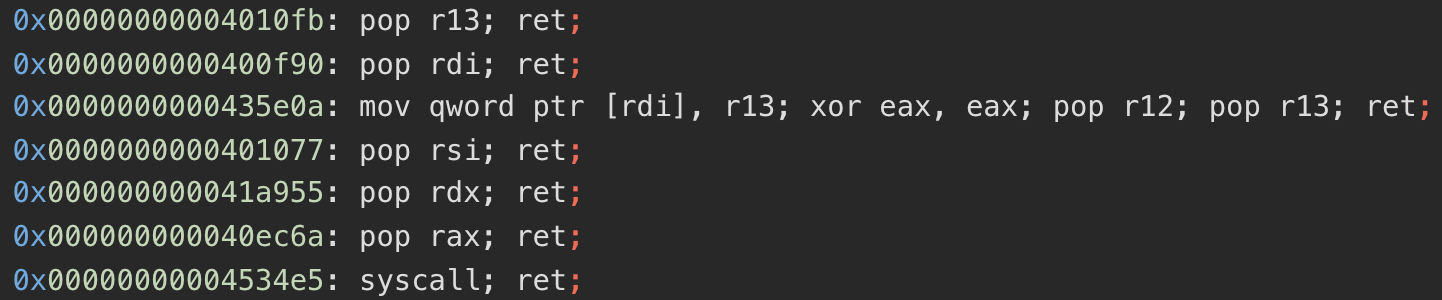 0x00000000004010fb: pop r13; ret;
0x0000000000400f90: pop rdi; ret;
0x0000000000435e0a: mov qword ptr [rdi], r13; xor eax, eax; pop r12; pop r13; ret;
0x0000000000401077: pop rsi; ret;
0x000000000041a955: pop rdx; ret;
0x000000000040ec6a: pop rax; ret;
0x00000000004534e5: syscall; ret;